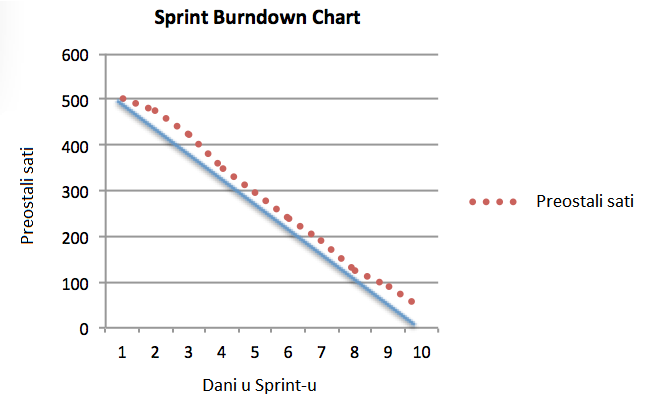 Sprint Burndown Chart
600
500
400
300
200
100
0
Preostali sati
1 2 3 4 5 6 7 8 9 10
Dani u Sprint-u
Preostali sati